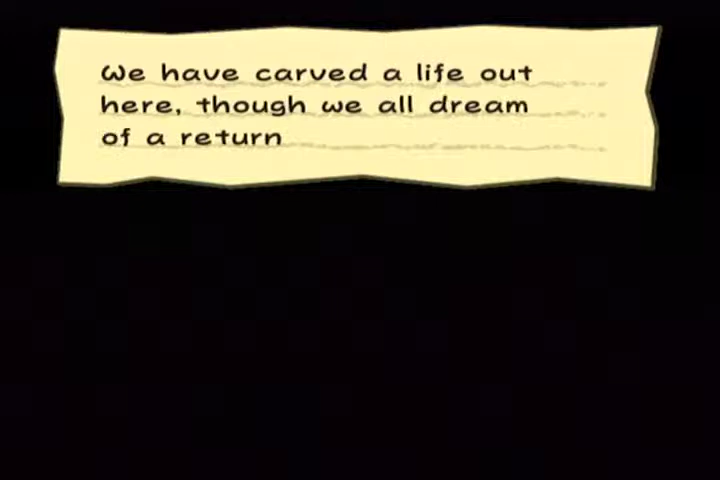 We have carved a life out
here, though we all dream
of a return